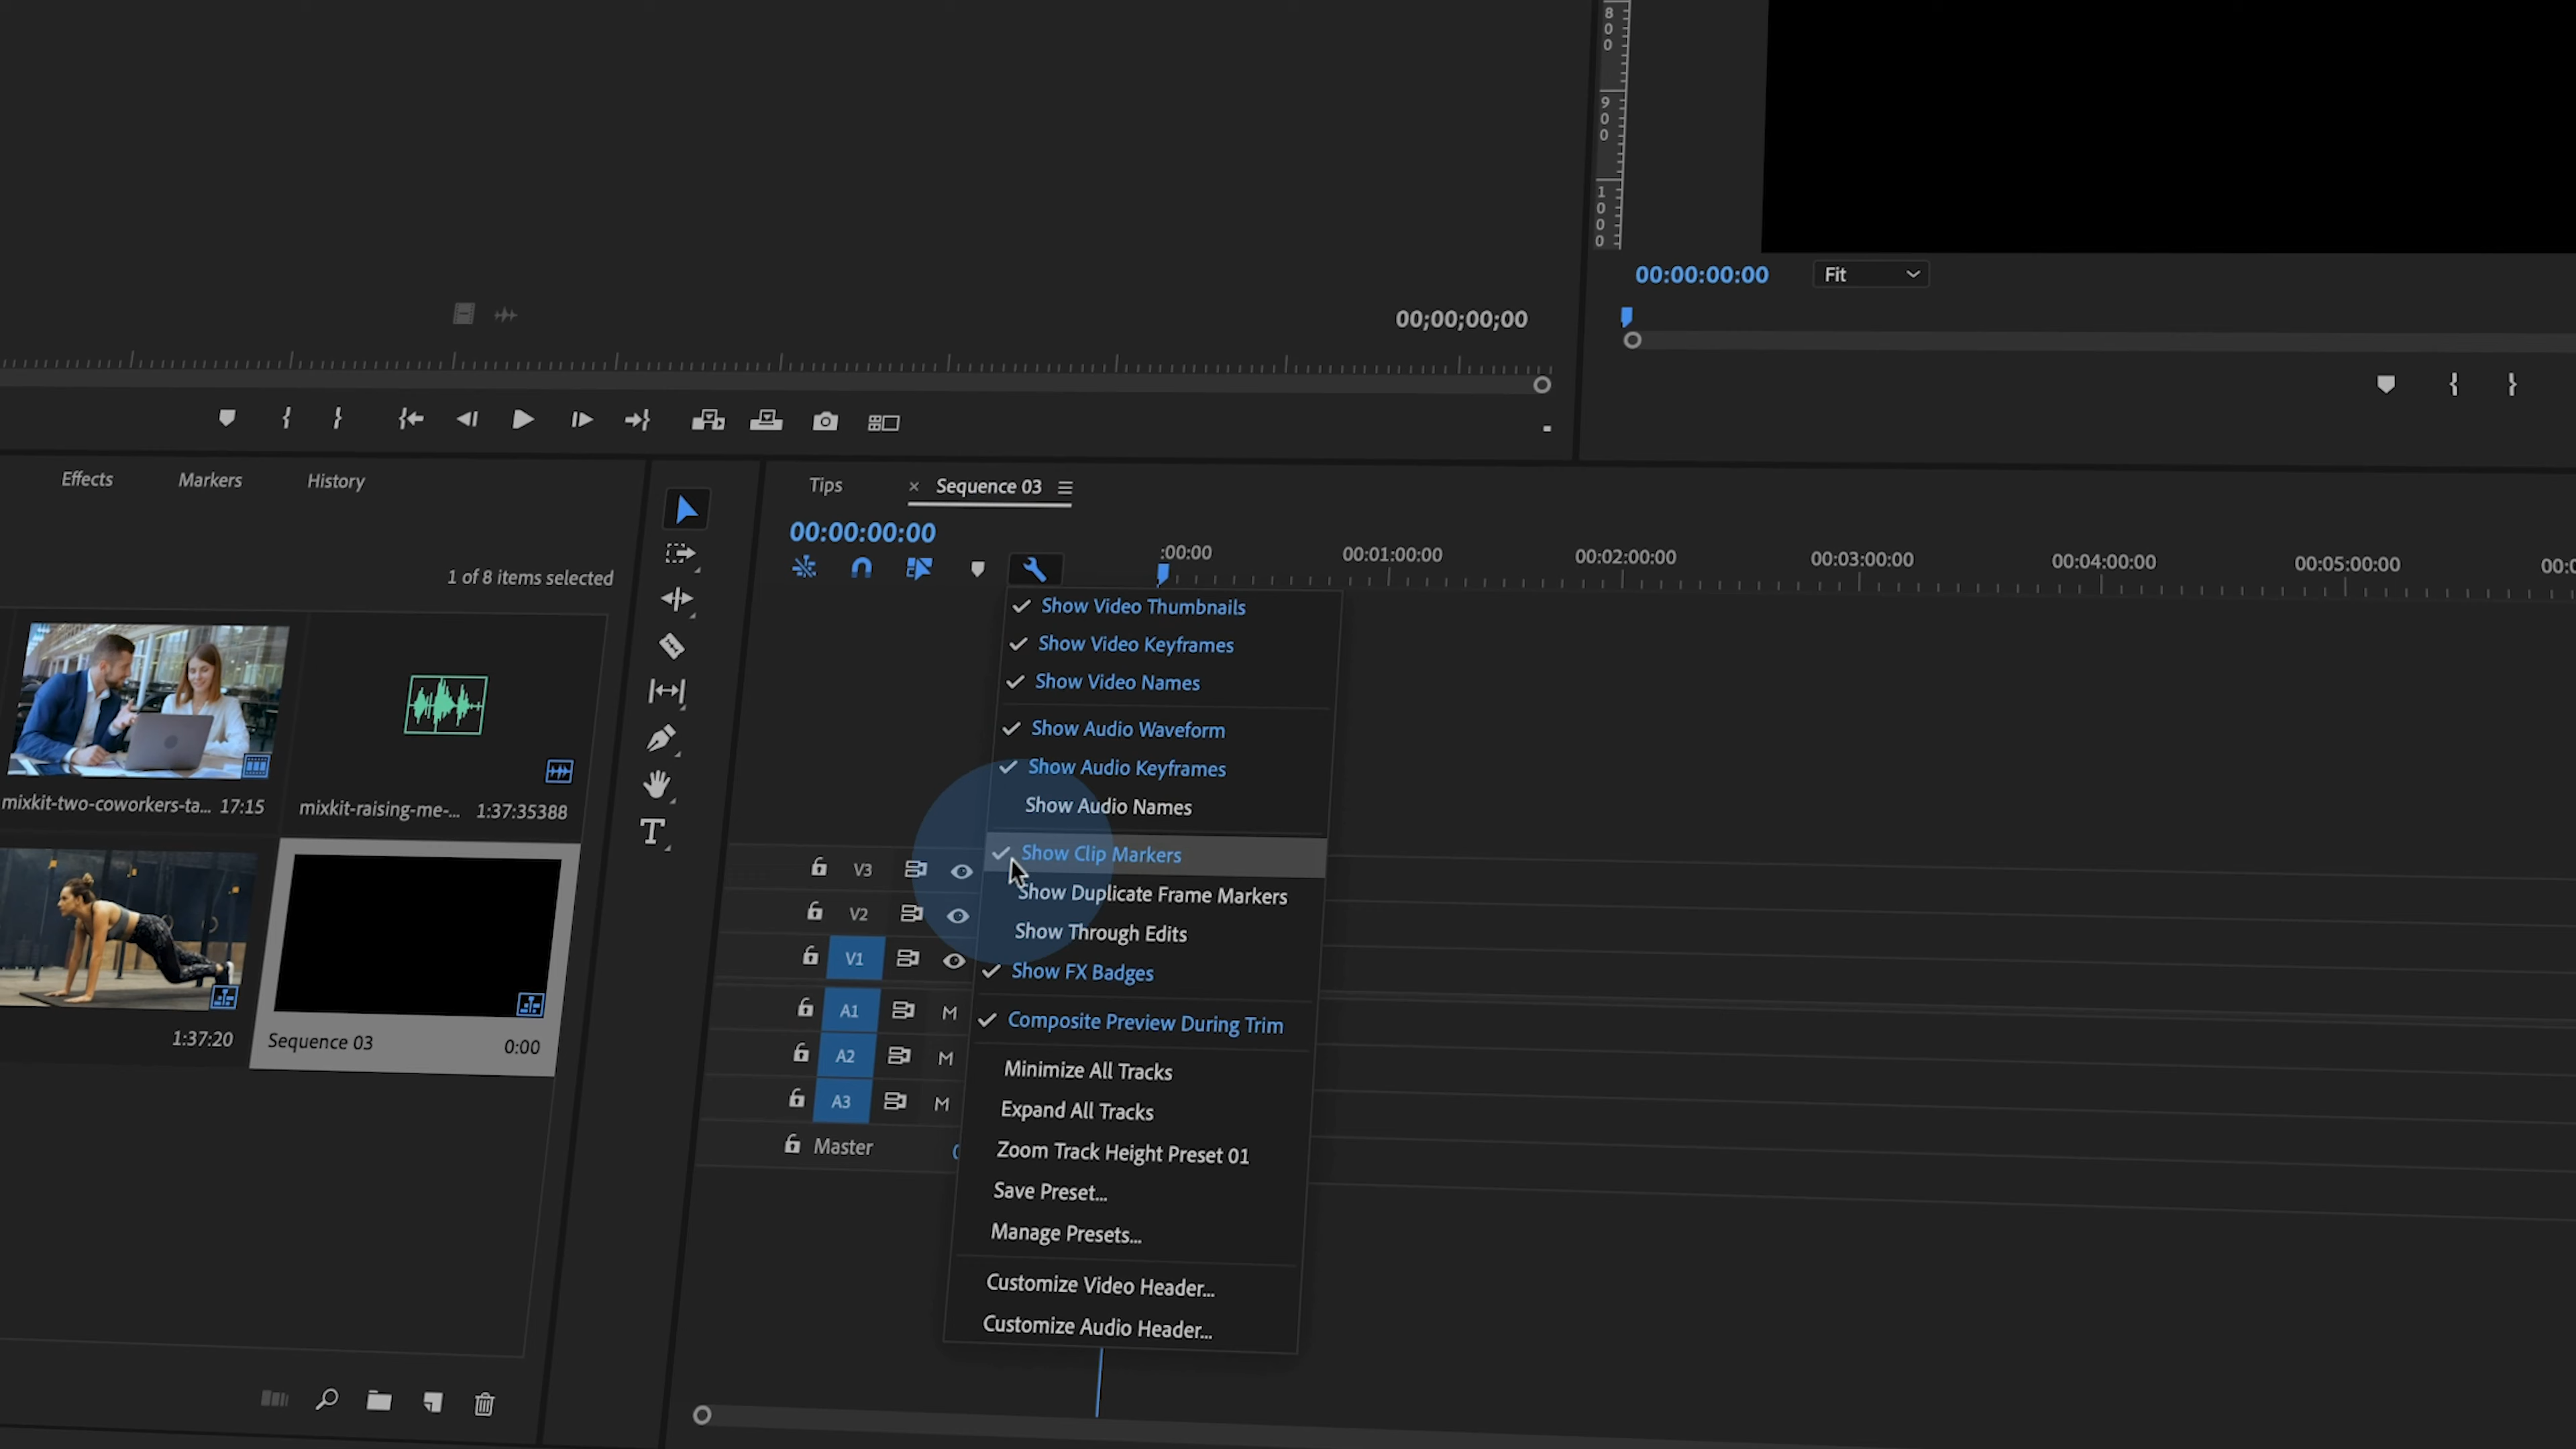 800
900
1000
00:00:00:00
Fit
00;00;00;00
Effects
Markers
History
Tips
× Sequence 03
00:00:00:00
1 of 8 items selected
:00:00
00:01:00:00
00:02:00:00
00:03:00:00
00:04:00:00
00:05:00:00
00:0
Show Video Thumbnails
Show Video Keyframes
Show Video Names
Show Audio Waveform
Show Audio Keyframes
Show Audio Names
Show Clip Markers
Show Duplicate Frame Markers
Show Through Edits
Show FX Badges
Composite Preview During Trim
Minimize All Tracks
Expand All Tracks
Zoom Track Height Preset 01
Save Preset...
Manage Presets...
Customize Video Header...
Customize Audio Header...
mixkit-two-coworkers-ta... 17:15
mixkit-raising-me-... 1:37:35388
1:37:20
Sequence 03 0:00
T
V3
V2
V1
A1 M
A2 M
A3 M
Master